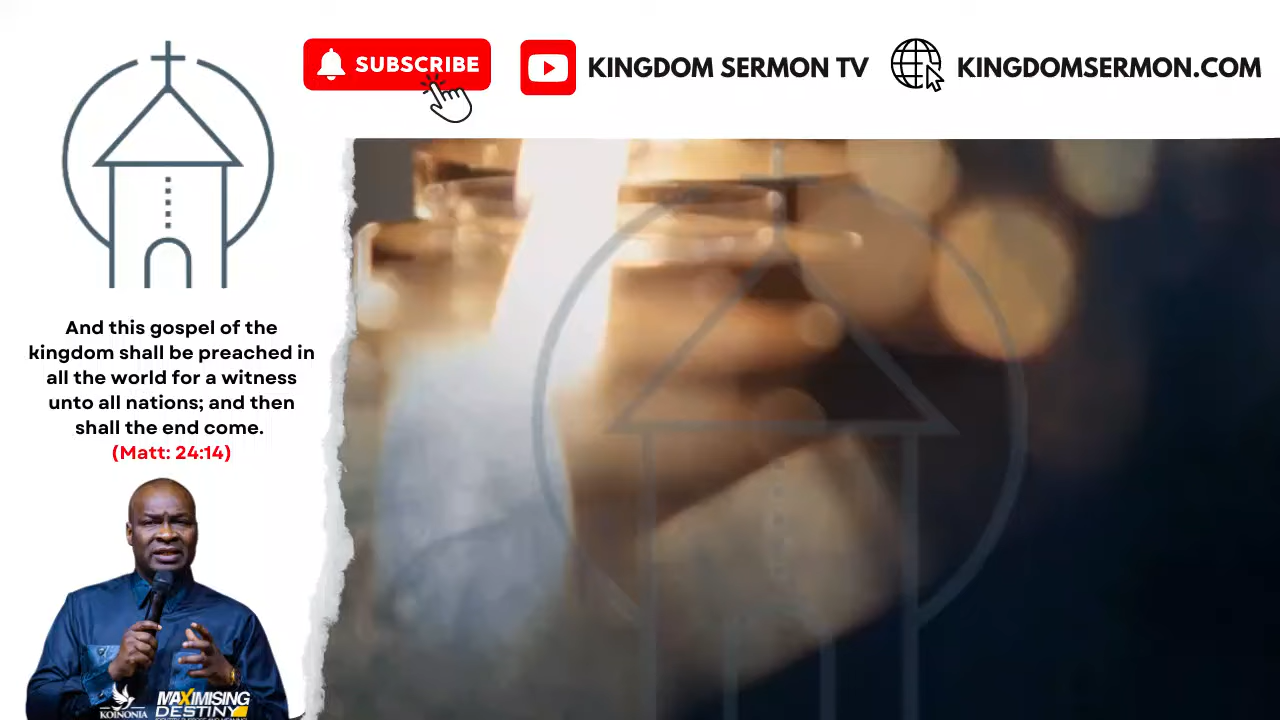 SUBSCRIBE
KINGDOM SERMON TV
KINGDOMSERMON.COM
And this gospel of the
kingdom shall be preached in
all the world for a witness
unto all nations; and then
shall the end come.
(Matt: 24:14)
KOINONIA
MAXIMISING
DESTINY